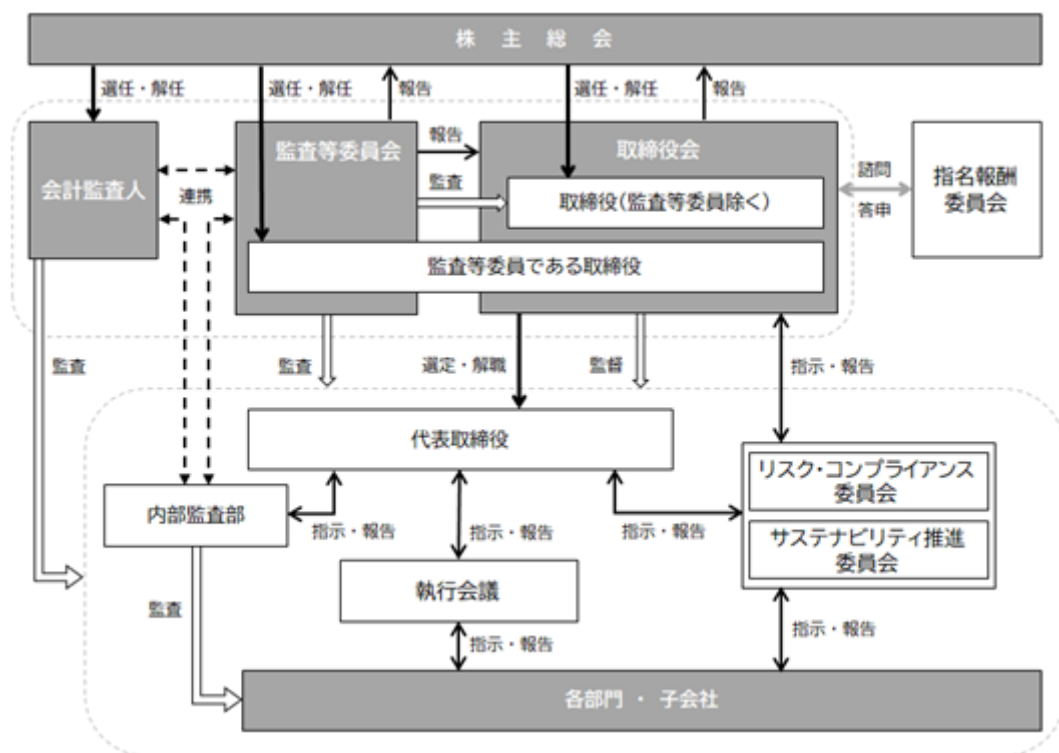 株主総会
選任・解任
選任・解任
報告
選任・解任
報告
会計監査人
連携
監査等委員会
報告
監査
取締役会
取締役(監査等委員除く)
監査等委員である取締役
諮問
答申
指名報酬
委員会
監査
監査
選定・解職
監督
指示・報告
代表取締役
リスク・コンプライアンス
委員会
サステナビリティ推進
委員会
内部監査部
指示・報告
指示・報告
指示・報告
執行会議
監査
指示・報告
指示・報告
各部門・子会社